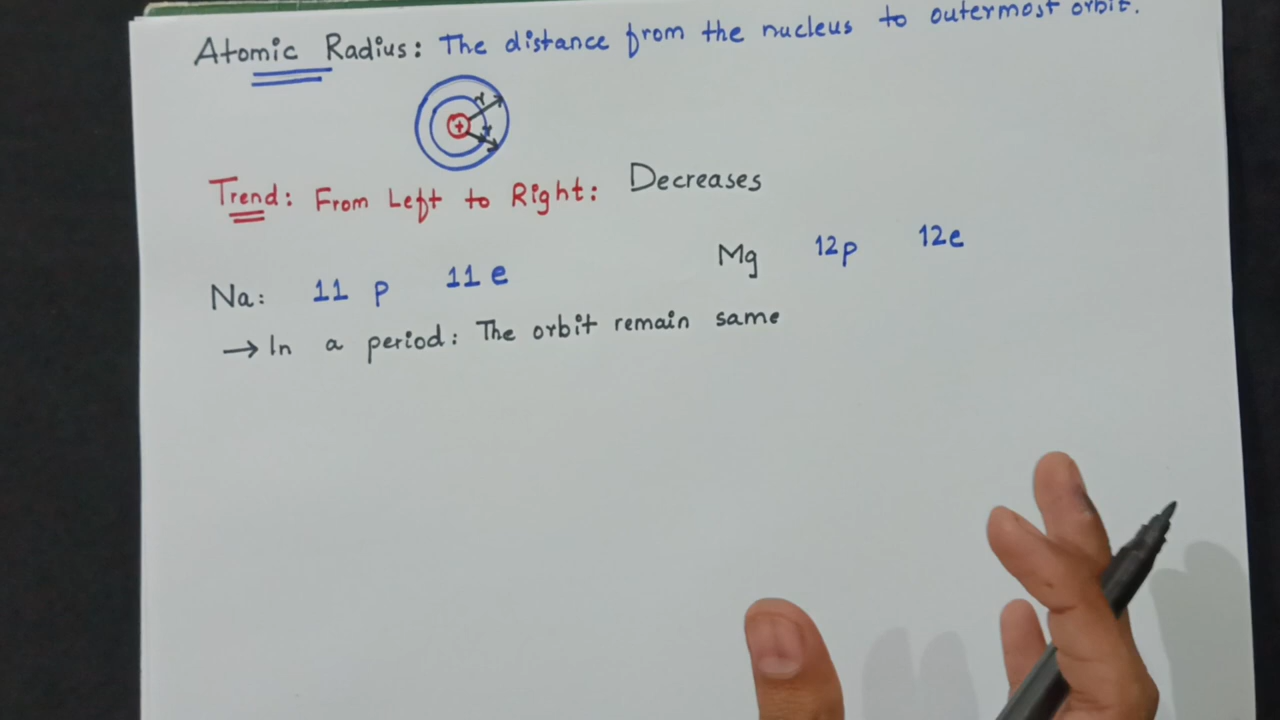 Atomic Radius: The distance from the nucleus to outermost orbit.
+ r r
Trend: From Left to Right: Decreases
Na: 11 p 11 e Mg 12p 12e
→ In a period: The orbit remain same